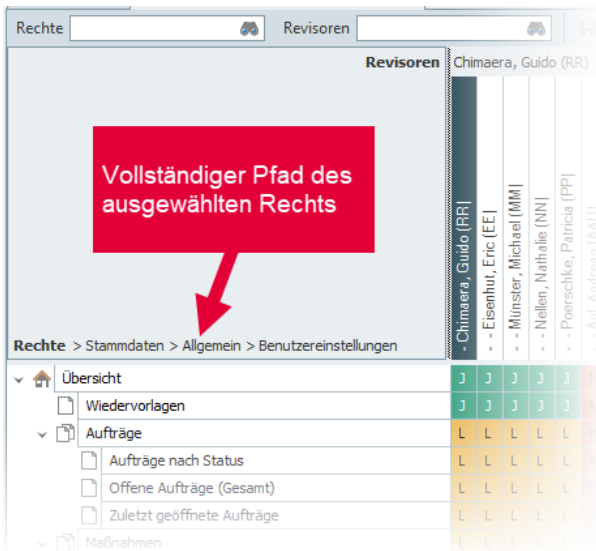 Rechte Revisoren
Revisoren Chimaera, Guido (RR)
Vollständiger Pfad des
ausgewählten Rechts
- Chimaera, Guido (RR|
- - Eisenhut, Eric (EE|
- - Münster, Michael (MM|
- - Nellen, Nathalie (NN|
- - Poerschke, Patricia (PP|
Rechte > Stammdaten > Allgemein > Benutzereinstellungen
Übersicht J J J J J
Wiedervorlagen J J J J J
Aufträge L L L L L
Aufträge nach Status L L L L L
Offene Aufträge (Gesamt) L L L L L
Zuletzt geöffnete Aufträge L L L L L
Maßnahmen L L L L L